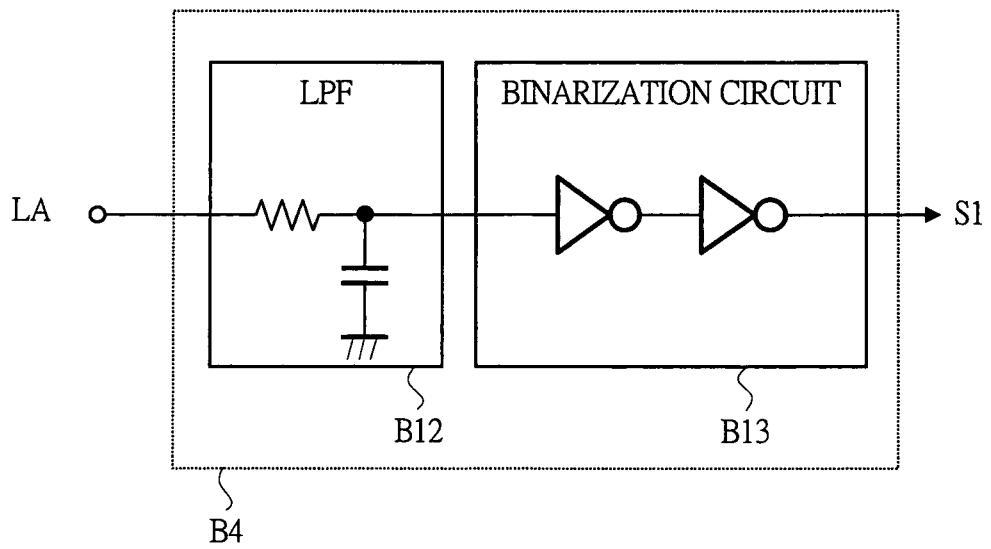 LPF
BINARIZATION CIRCUIT
LA
S1
B12
B13
B4